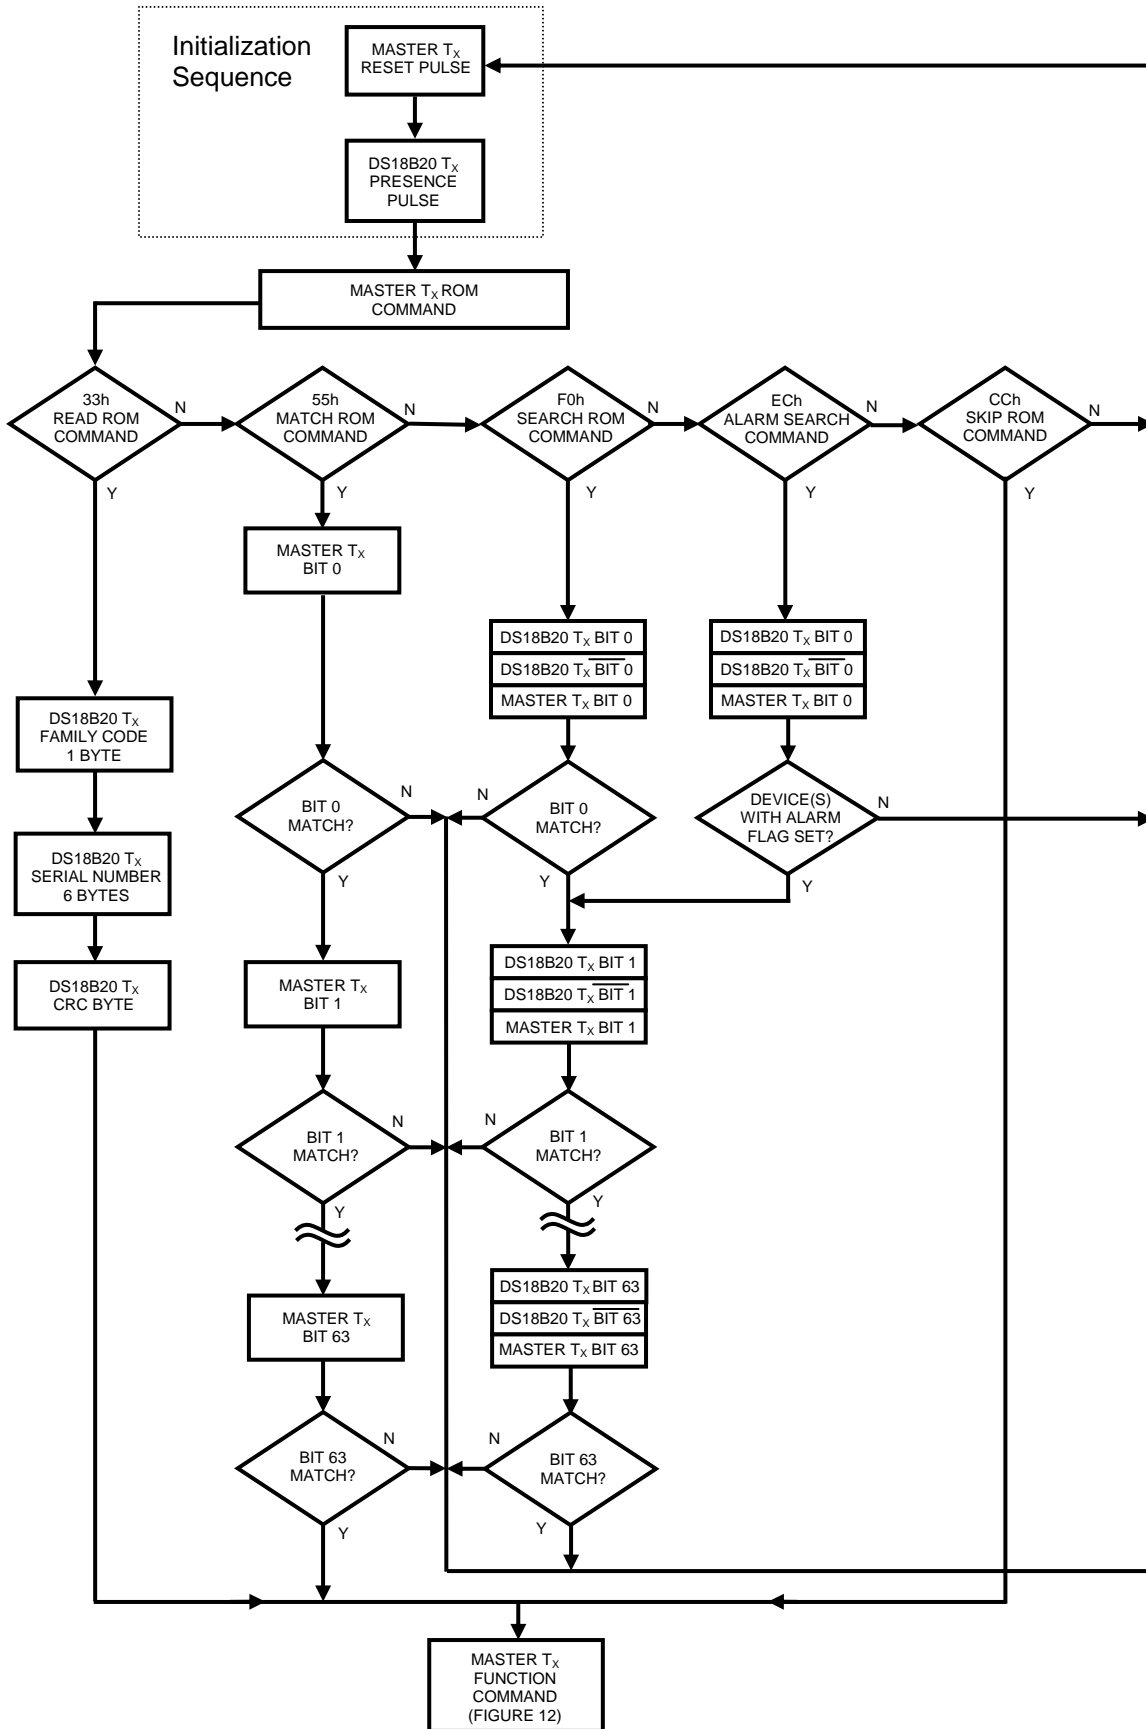 Initialization
Sequence
MASTER TX
RESET PULSE
DS18B20 TX
PRESENCE
PULSE
MASTER TX ROM
COMMAND
33h
READ ROM
COMMAND
N
Y
55h
MATCH ROM
COMMAND
N
Y
F0h
SEARCH ROM
COMMAND
N
Y
ECh
ALARM SEARCH
COMMAND
N
Y
CCh
SKIP ROM
COMMAND
N
Y
MASTER TX
BIT 0
DS18B20 TX BIT 0
DS18B20 TX BIT 0
MASTER TX BIT 0
DS18B20 TX BIT 0
DS18B20 TX BIT 0
MASTER TX BIT 0
DS18B20 TX
FAMILY CODE
1 BYTE
BIT 0
MATCH?
N
Y
N
BIT 0
MATCH?
Y
DEVICE(S)
WITH ALARM
FLAG SET?
N
Y
DS18B20 TX
SERIAL NUMBER
6 BYTES
DS18B20 TX
CRC BYTE
MASTER TX
BIT 1
DS18B20 TX BIT 1
DS18B20 TX BIT 1
MASTER TX BIT 1
BIT 1
MATCH?
N
Y
N
BIT 1
MATCH?
Y
MASTER TX
BIT 63
DS18B20 TX BIT 63
DS18B20 TX BIT 63
MASTER TX BIT 63
BIT 63
MATCH?
N
Y
N
BIT 63
MATCH?
Y
MASTER TX
FUNCTION
COMMAND
(FIGURE 12)